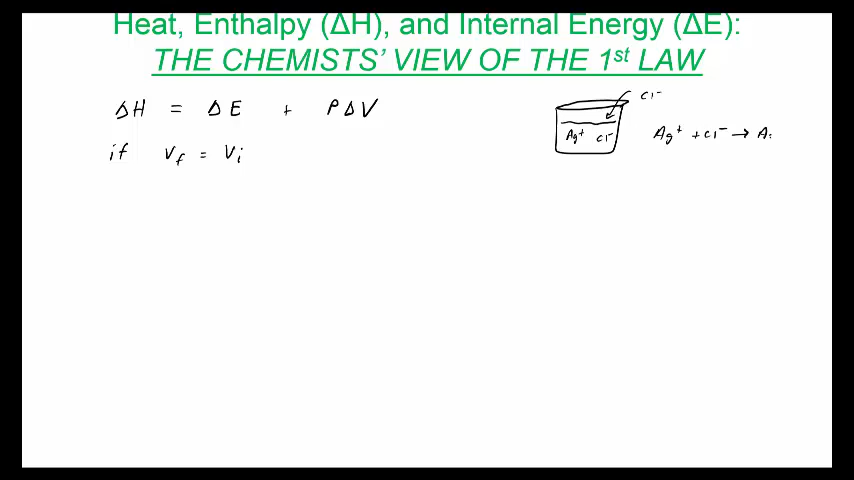 Heat, Enthalpy (ΔH), and Internal Energy (ΔE):
THE CHEMISTS' VIEW OF THE 1st LAW
ΔH = ΔE + PΔV
if Vf = Vi
Cl⁻
Ag⁺ Cl⁻
Ag⁺ + Cl⁻ → A